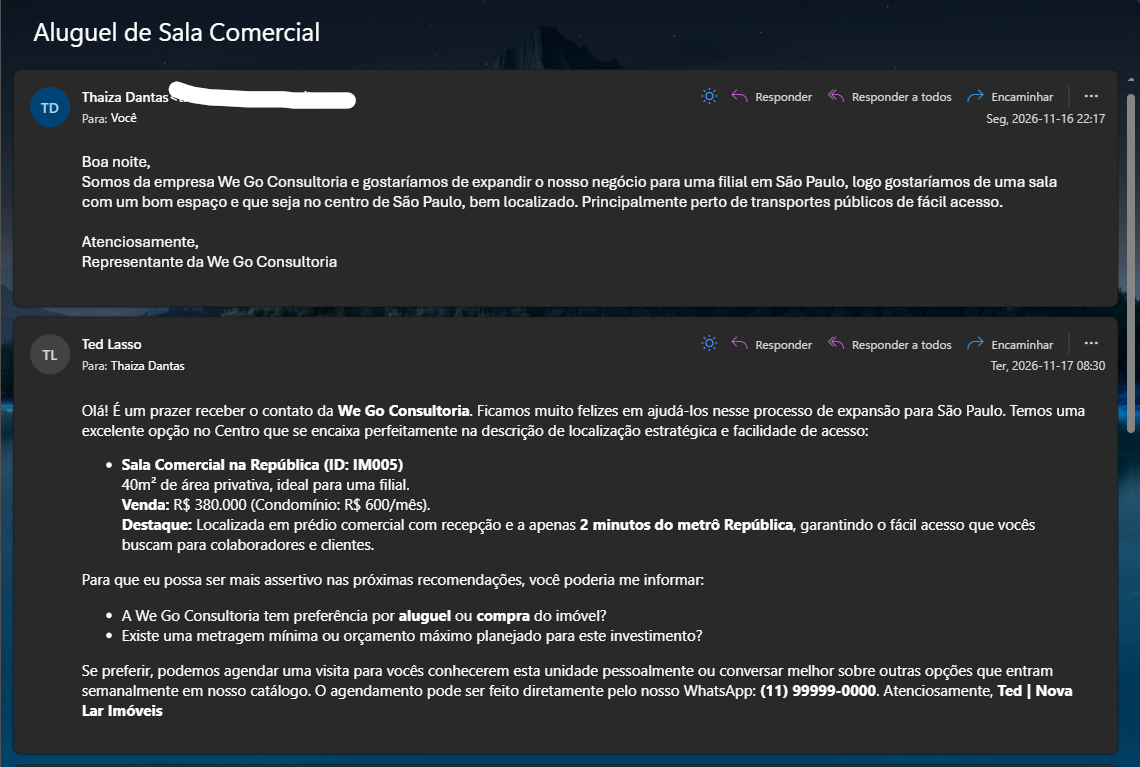 Aluguel de Sala Comercial
TD
Thaiza Dantas
Responder
Responder a todos
Encaminhar
Para: Você
Seg, 2026-11-16 22:17
Boa noite,
Somos da empresa We Go Consultoria e gostaríamos de expandir o nosso negócio para uma filial em São Paulo, logo gostaríamos de uma sala
com um bom espaço e que seja no centro de São Paulo, bem localizado. Principalmente perto de transportes públicos de fácil acesso.
Atenciosamente,
Representante da We Go Consultoria
TL
Ted Lasso
Responder
Responder a todos
Encaminhar
Para: Thaiza Dantas
Ter, 2026-11-17 08:30
Olá! É um prazer receber o contato da We Go Consultoria. Ficamos muito felizes em ajudá-los nesse processo de expansão para São Paulo. Temos uma
excelente opção no Centro que se encaixa perfeitamente na descrição de localização estratégica e facilidade de acesso:
• Sala Comercial na República (ID: IM005)
40m² de área privativa, ideal para uma filial.
Venda: R$ 380.000 (Condomínio: R$ 600/mês).
Destaque: Localizada em prédio comercial com recepção e a apenas 2 minutos do metrô República, garantindo o fácil acesso que vocês
buscam para colaboradores e clientes.
Para que eu possa ser mais assertivo nas próximas recomendações, você poderia me informar:
• A We Go Consultoria tem preferência por aluguel ou compra do imóvel?
• Existe uma metragem mínima ou orçamento máximo planejado para este investimento?
Se preferir, podemos agendar uma visita para vocês conhecerem esta unidade pessoalmente ou conversar melhor sobre outras opções que entram
semanalmente em nosso catálogo. O agendamento pode ser feito diretamente pelo nosso WhatsApp: (11) 99999-0000. Atenciosamente, Ted | Nova
Lar Imóveis